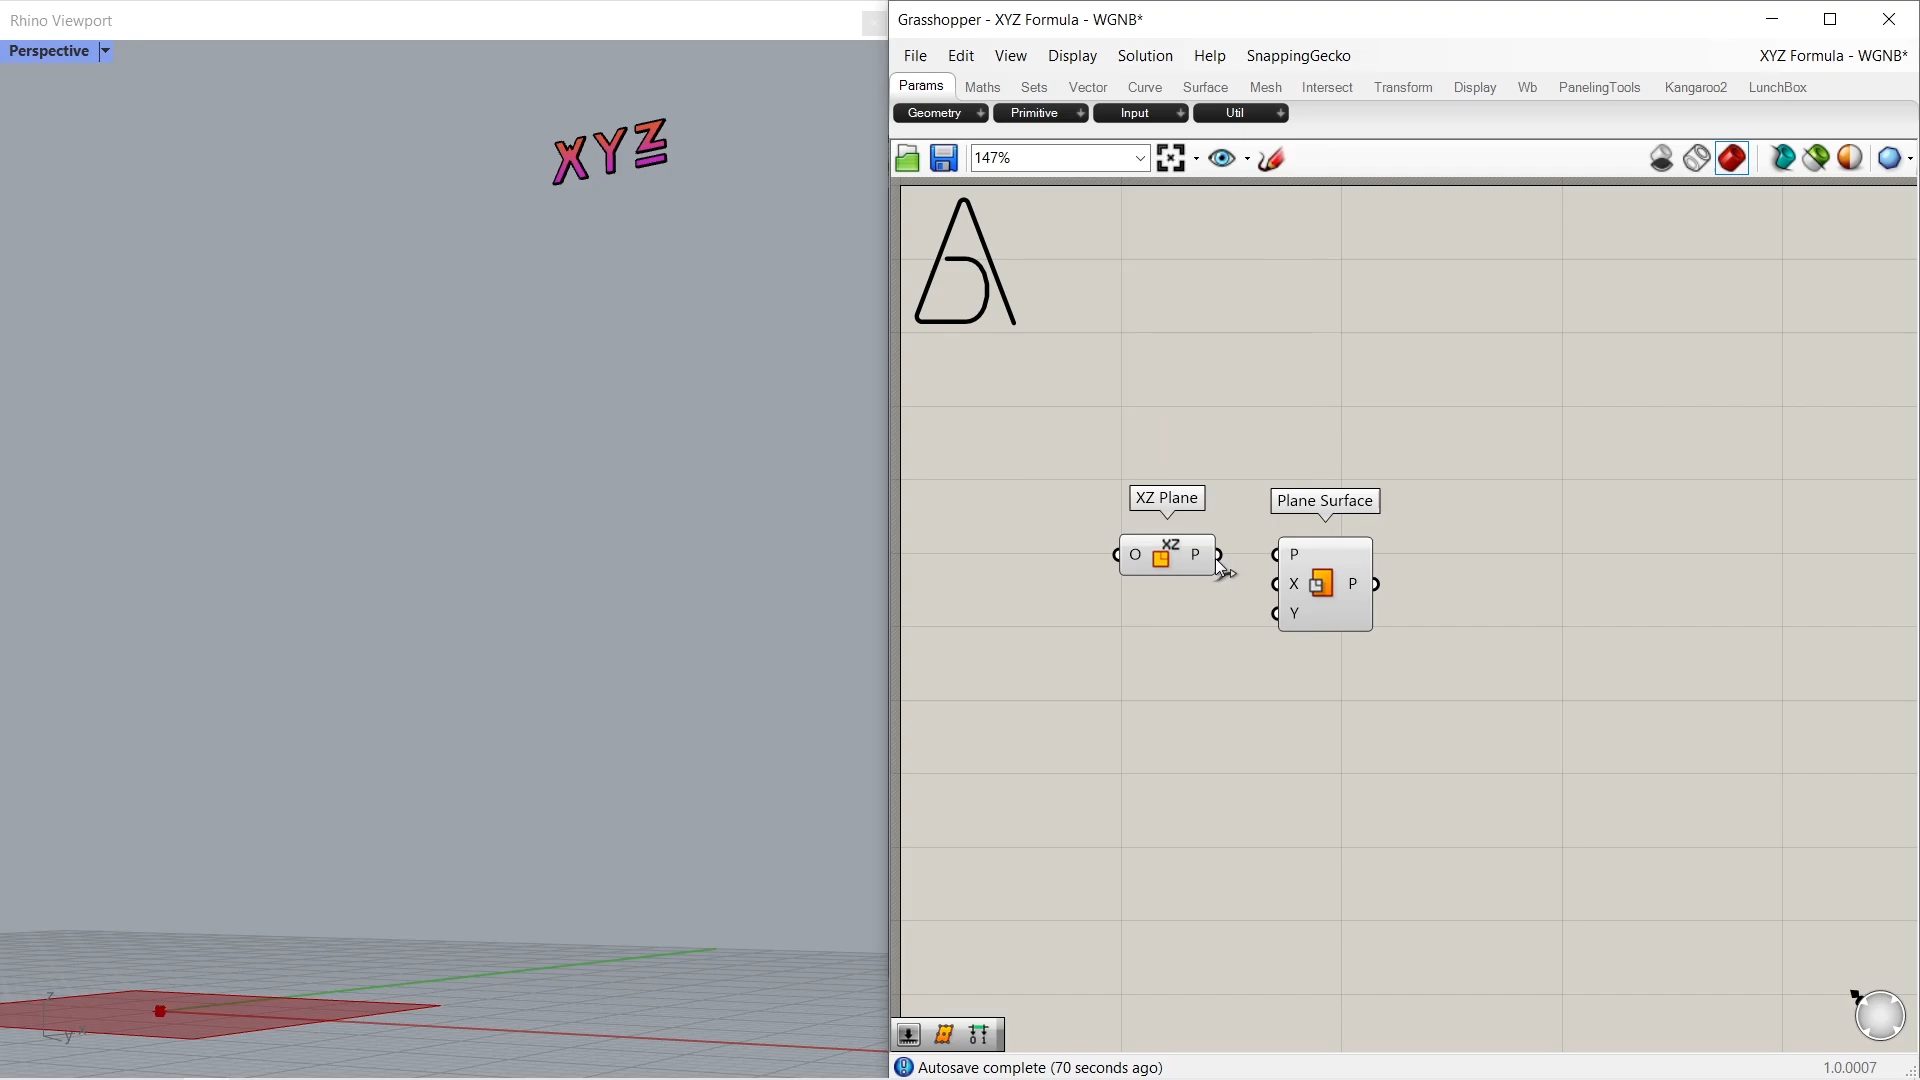 Rhino Viewport
Perspective
XYZ
z
y
x
Grasshopper - XYZ Formula - WGNB*
File Edit View Display Solution Help SnappingGecko
XYZ Formula - WGNB*
Params Maths Sets Vector Curve Surface Mesh Intersect Transform Display Wb PanelingTools Kangaroo2 LunchBox
Geometry Primitive Input Util
147%
XZ Plane
O XZ P
Plane Surface
P
X P
Y
0 1
Autosave complete (70 seconds ago)
1.0.0007